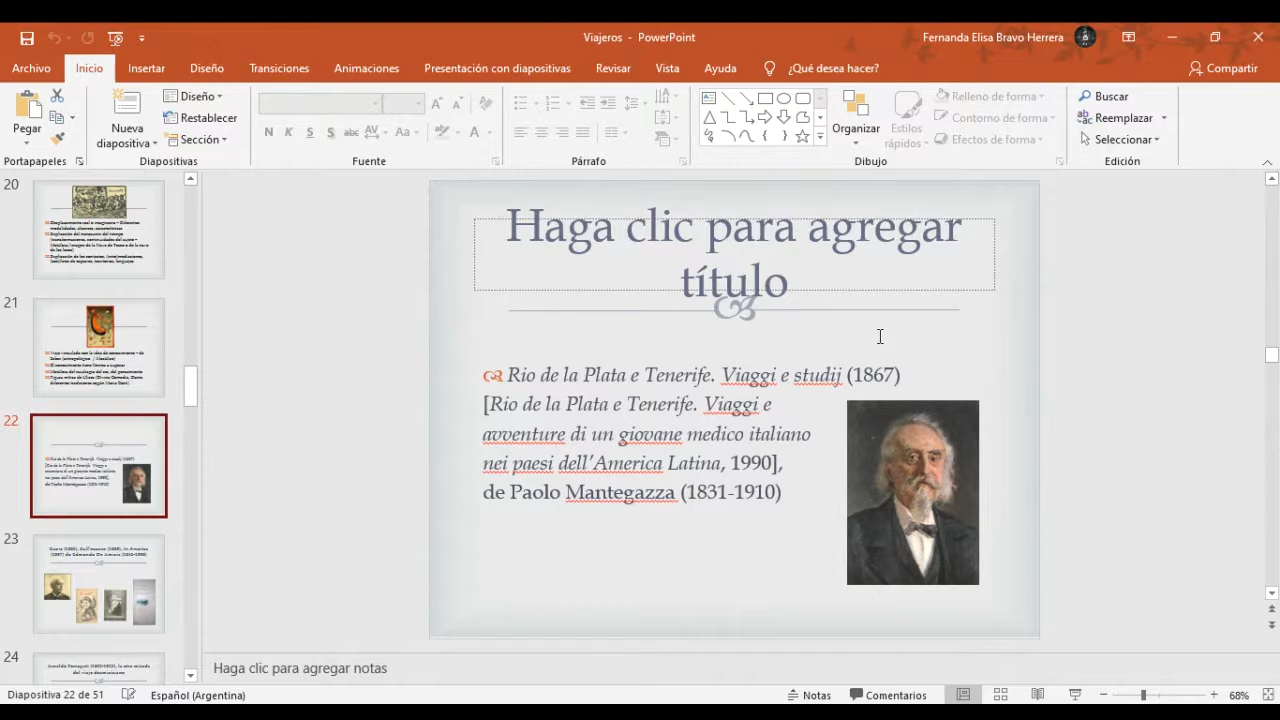 Viajeros - PowerPoint
Fernanda Elisa Bravo Herrera
Archivo Inicio Insertar Diseño Transiciones Animaciones Presentación con diapositivas Revisar Vista Ayuda ¿Qué desea hacer? Compartir
Pegar
Nueva diapositiva
Diseño
Restablecer
Sección
Organizar
Estilos rápidos
Relleno de forma
Contorno de forma
Efectos de forma
Buscar
Reemplazar
Seleccionar
Portapapeles Diapositivas Fuente Párrafo Dibujo Edición
20
21
22
23
24
Haga clic para agregar
título
Rio de la Plata e Tenerife. Viaggi e studij (1867)
[Rio de la Plata e Tenerife. Viaggi e
avventure di un giovane medico italiano
nei paesi dell'America Latina, 1990],
de Paolo Mantegazza (1831-1910)
Haga clic para agregar notas
Diapositiva 22 de 51 Español (Argentina) Notas Comentarios 68%